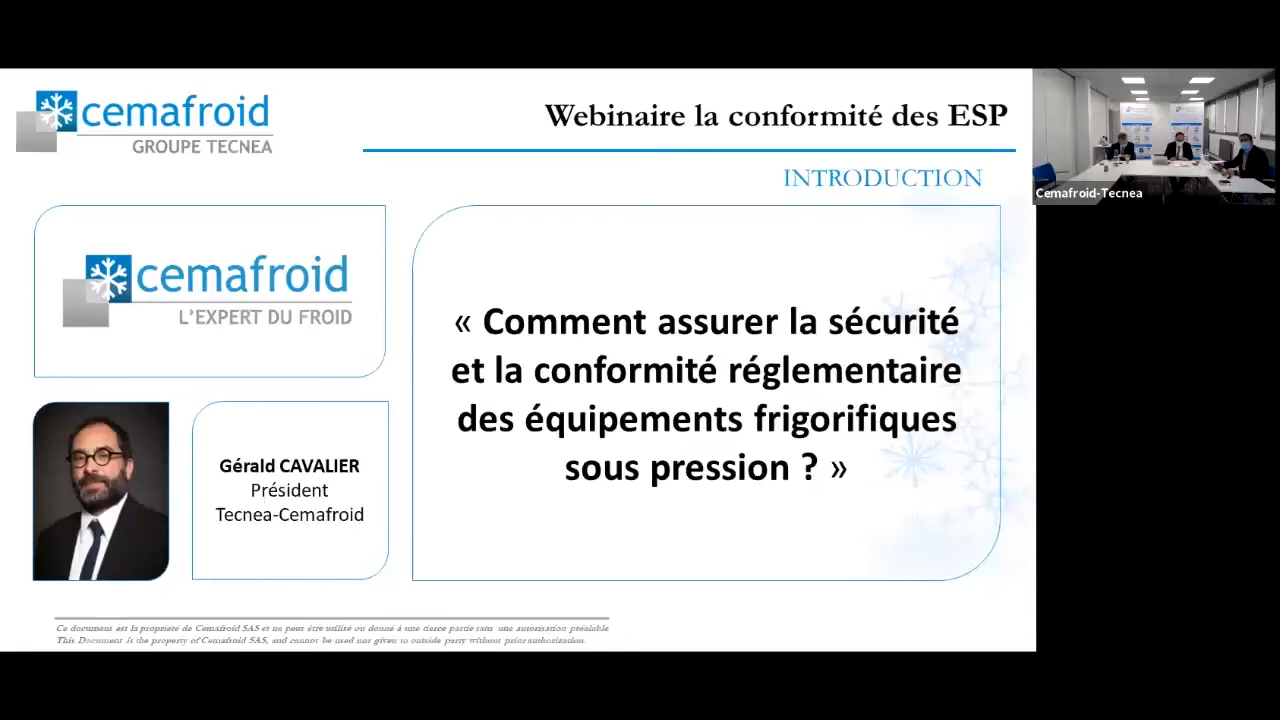 cemafroid
GROUPE TECNEA
Webinaire la conformité des ESP
INTRODUCTION
Cemafroid-Tecnea
cemafroid
L'EXPERT DU FROID
« Comment assurer la sécurité
et la conformité réglementaire
des équipements frigorifiques
sous pression ? »
Gérald CAVALIER
Président
Tecnea-Cemafroid
Ce document est la propriété de Cemafroid SAS et ne peut être utilisé ou donné à une tierce partie sans une autorisation préalable
This Document is the property of Cemafroid SAS, and cannot be used nor given to outside party without prior authorization.